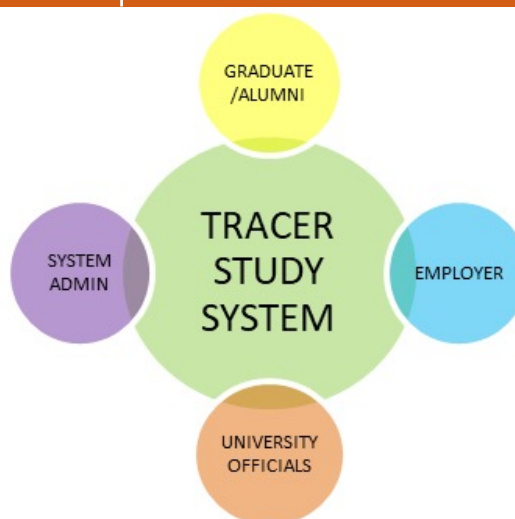 GRADUATE
/ALUMNI
TRACER
STUDY
SYSTEM
SYSTEM
ADMIN
EMPLOYER
UNIVERSITY
OFFICIALS